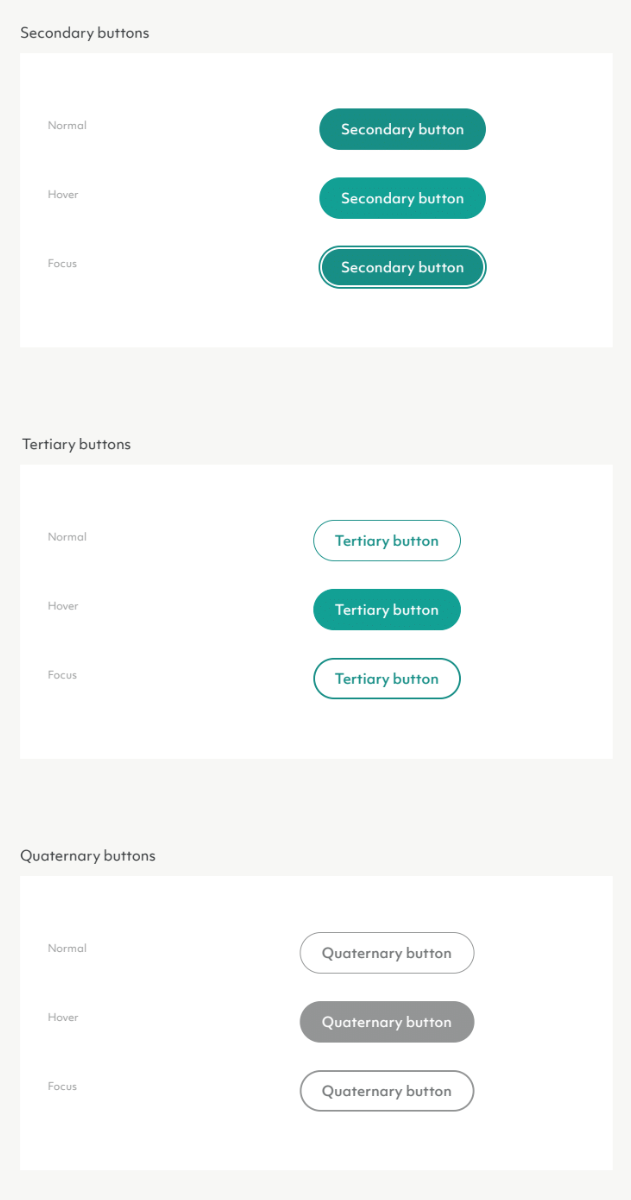 Secondary buttons
Normal
Secondary button
Hover
Secondary button
Focus
Secondary button
Tertiary buttons
Normal
Tertiary button
Hover
Tertiary button
Focus
Tertiary button
Quaternary buttons
Normal
Quaternary button
Hover
Quaternary button
Focus
Quaternary button